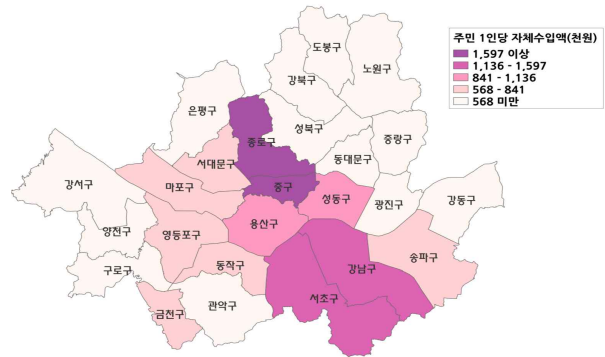 주민 1인당 자체수입액(천원)
1,597 이상
1,136 - 1,597
841 - 1,136
568 - 841
568 미만
도봉구
노원구
강북구
은평구
성북구
중랑구
종로구
서대문구
동대문구
강서구
마포구
중구
성동구
광진구
강동구
양천구
영등포구
용산구
송파구
구로구
동작구
강남구
서초구
관악구
금천구